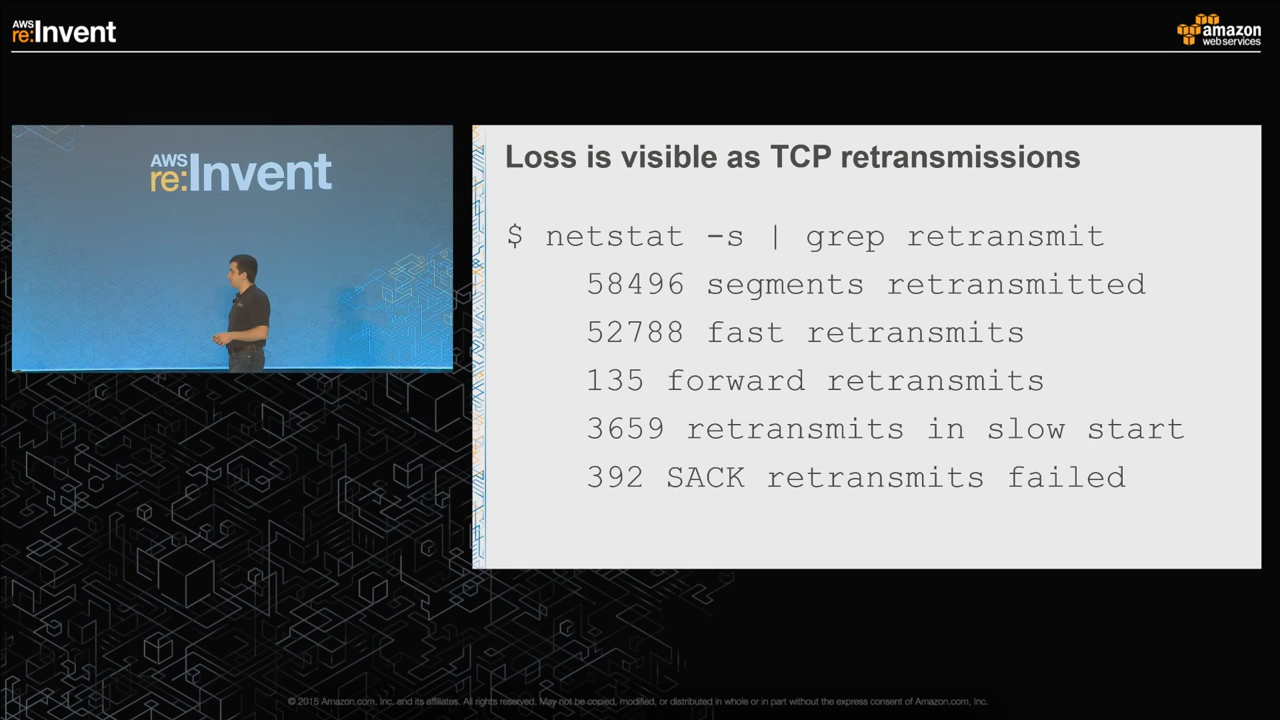 AWS
re:Invent
amazon
web services
AWS
re:Invent
Loss is visible as TCP retransmissions
$ netstat -s | grep retransmit
58496 segments retransmitted
52788 fast retransmits
135 forward retransmits
3659 retransmits in slow start
392 SACK retransmits failed
© 2015 Amazon.com, Inc. and its affiliates. All rights reserved. May not be copied, modified, or distributed in whole or in part without the express consent of Amazon.com, Inc.